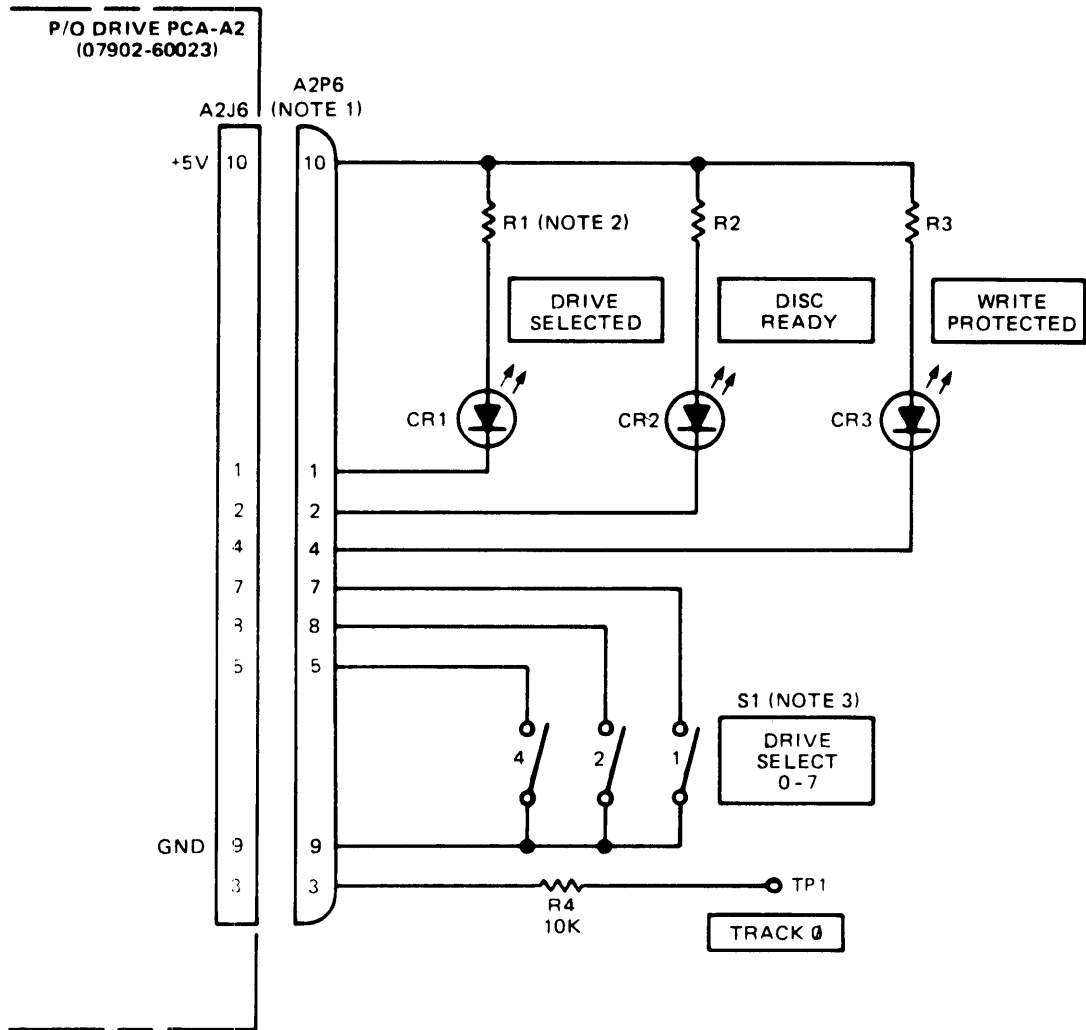 P/O DRIVE PCA-A2
(07902-60023)
A2J6
A2P6
(NOTE 1)
+5V 10 10
R1 (NOTE 2)
R2
R3
DRIVE
SELECTED
DISC
READY
WRITE
PROTECTED
CR1
CR2
CR3
1 1
2 2
4 4
7 7
8 8
5 5
S1 (NOTE 3)
4
2
1
DRIVE
SELECT
0-7
GND 9 9
3 3
R4
10K
TP1
TRACK 0